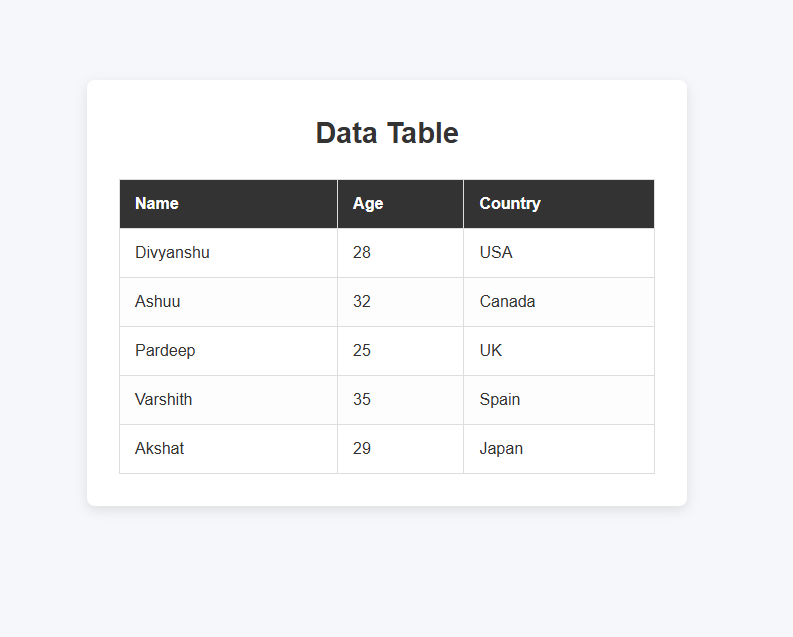 Data Table
Name Age Country
Divyanshu 28 USA
Ashuu 32 Canada
Pardeep 25 UK
Varshith 35 Spain
Akshat 29 Japan